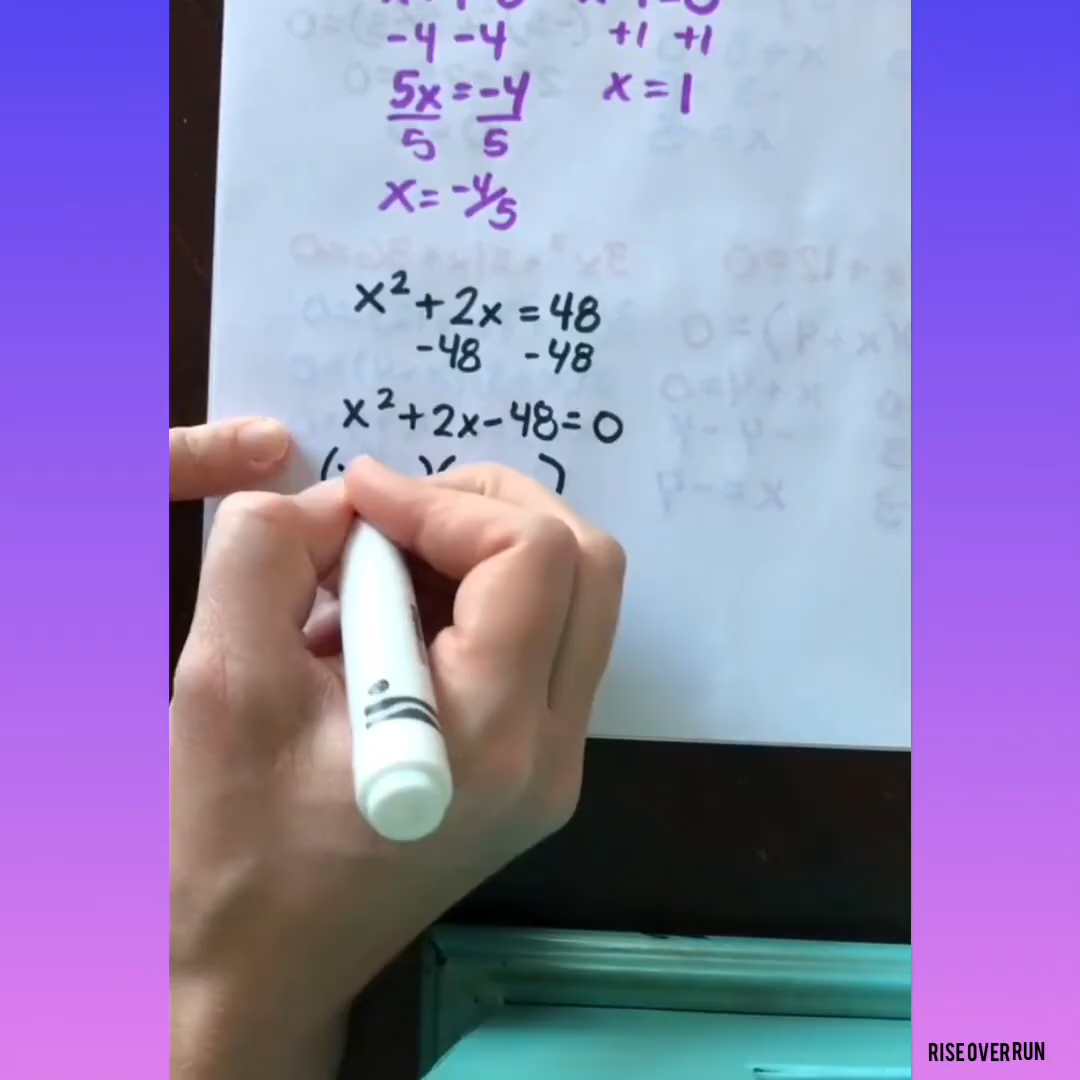 -4 -4 +1 +1
5x = -4 x = 1
5 5
x = -4/5
x² + 2x = 48
-48 -48
x² + 2x - 48 = 0
( )( )
RISE OVER RUN